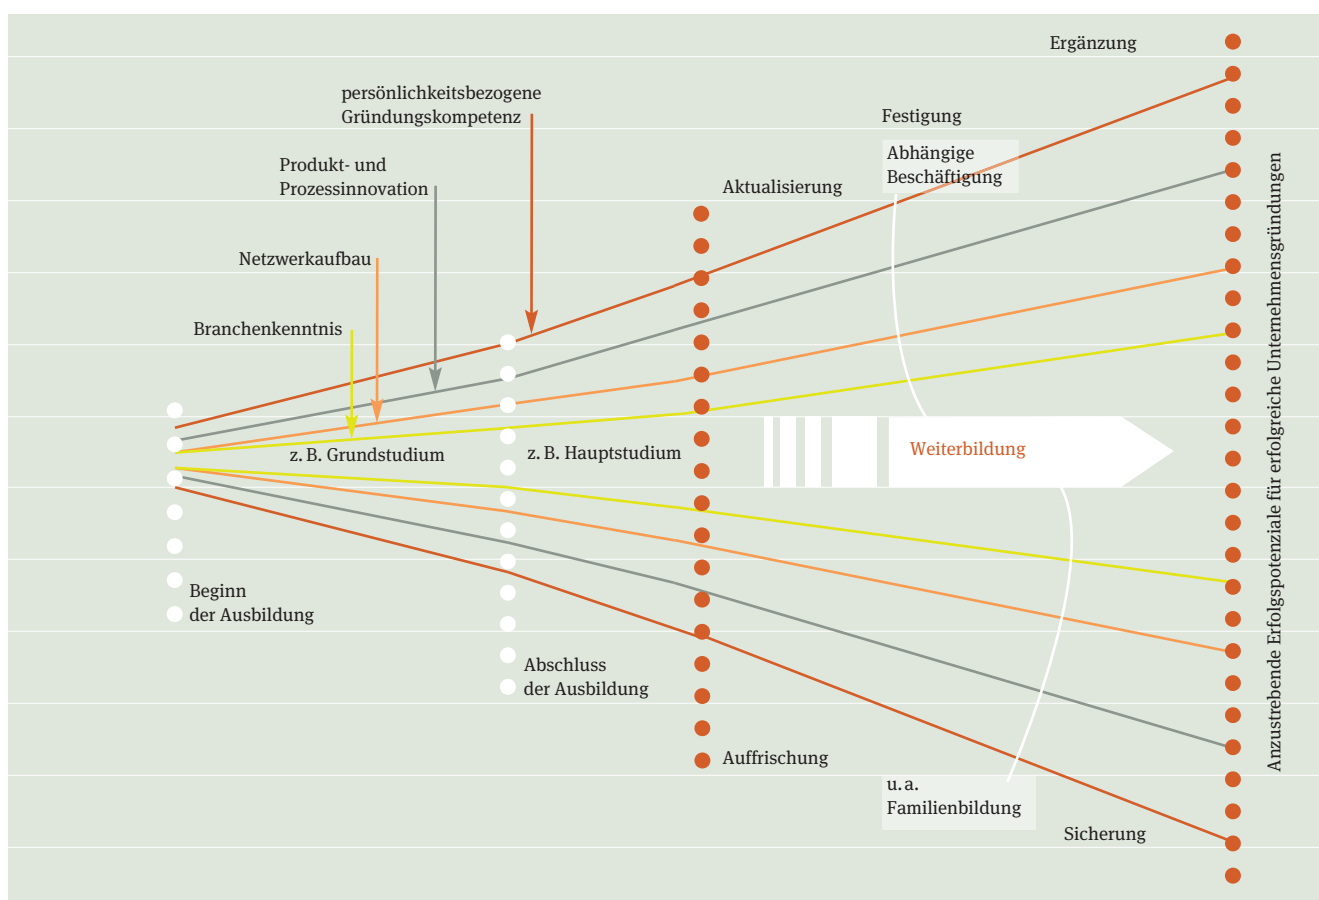 Ergänzung
persönlichkeitsbezogene
Gründungskompetenz
Festigung
Abhängige
Beschäftigung
Produkt- und
Prozessinnovation
Aktualisierung
Netzwerkaufbau
Branchenkenntnis
z. B. Grundstudium
z. B. Hauptstudium
Weiterbildung
Beginn
der Ausbildung
Abschluss
der Ausbildung
Auffrischung
u. a.
Familienbildung
Sicherung
Anzustrebende Erfolgspotenziale für erfolgreiche Unternehmensgründungen